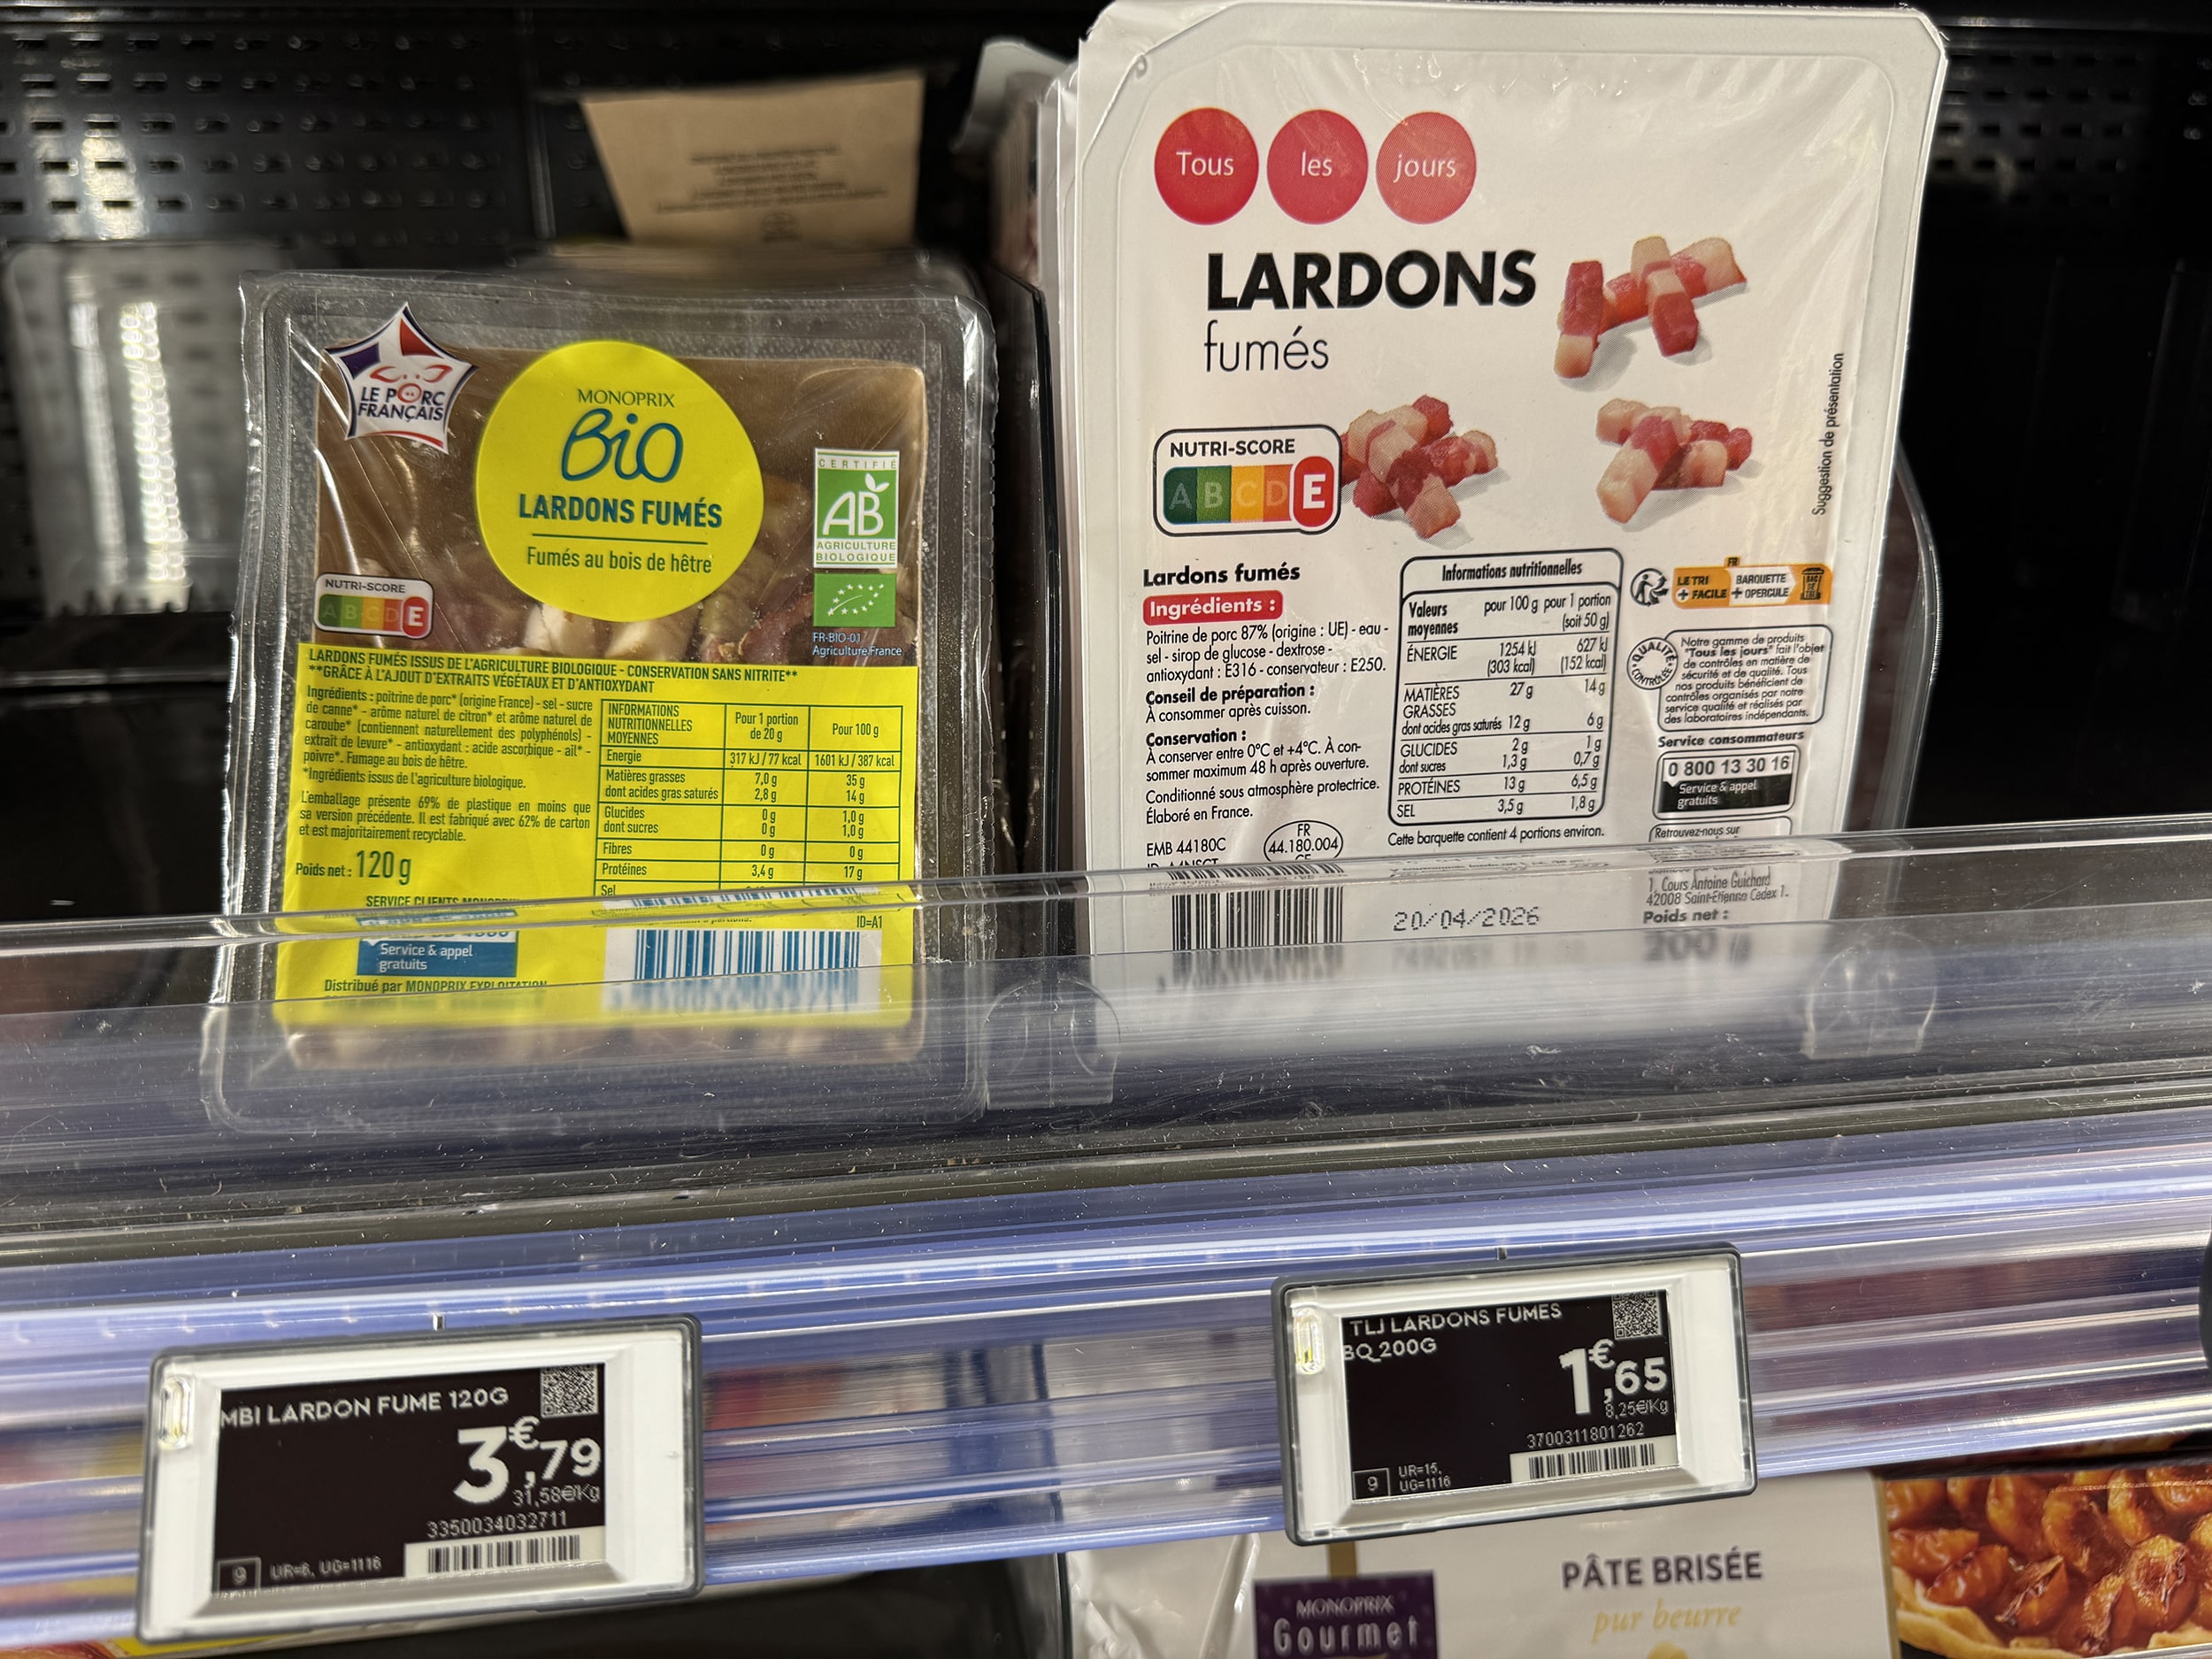 LE PORC
FRANÇAIS
MONOPRIX
Bio
LARDONS FUMÉS
Fumés au bois de hêtre
CERTIFIÉ
AB
AGRICULTURE
BIOLOGIQUE
FR-BIO-01
Agriculture France
NUTRI-SCORE
A B C D E
LARDONS FUMÉS ISSUS DE L'AGRICULTURE BIOLOGIQUE - CONSERVATION SANS NITRITE**
**GRÂCE À L'AJOUT D'EXTRAITS VÉGÉTAUX ET D'ANTIOXYDANT
Ingrédients : poitrine de porc* (origine France) - sel - sucre
de canne* - arôme naturel de citron* et arôme naturel de
caroube* (contiennent naturellement des polyphénols) -
extrait de levure* - antioxydant : acide ascorbique - ail* -
poivre*. Fumage au bois de hêtre.
*Ingrédients issus de l'agriculture biologique.
L'emballage présente 69% de plastique en moins que
sa version précédente. Il est fabriqué avec 62% de carton
et est majoritairement recyclable.
Poids net : 120 g
INFORMATIONS
NUTRITIONNELLES
MOYENNES
Pour 1 portion
de 20 g
Pour 100 g
Energie 317 kJ / 77 kcal 1601 kJ / 387 kcal
Matières grasses 7,0 g 35 g
dont acides gras saturés 2,8 g 14 g
Glucides 0 g 1,0 g
dont sucres 0 g 1,0 g
Fibres 0 g 0 g
Protéines 3,4 g 17 g
Sel
SERVICE CLIENTS
ID=A1
Service & appel
gratuits
Distribué par MONOPRIX EXPLOITATION
Tous les jours
LARDONS
fumés
NUTRI-SCORE
A B C D E
Suggestion de présentation
Lardons fumés
Ingrédients :
Poitrine de porc 87% (origine : UE) - eau -
sel - sirop de glucose - dextrose -
antioxydant : E316 - conservateur : E250.
Conseil de préparation :
À consommer après cuisson.
Conservation :
À conserver entre 0°C et +4°C. À con-
sommer maximum 48 h après ouverture.
Conditionné sous atmosphère protectrice.
Élaboré en France.
EMB 44180C
FR
44.180.004
CE
Informations nutritionnelles
Valeurs
moyennes
pour 100 g pour 1 portion
(soit 50 g)
ÉNERGIE 1254 kJ 627 kJ
(303 kcal) (152 kcal)
MATIÈRES
GRASSES 27 g 14 g
dont acides gras saturés 12 g 6 g
GLUCIDES 2 g 1 g
dont sucres 1,3 g 0,7 g
PROTÉINES 13 g 6,5 g
SEL 3,5 g 1,8 g
Cette barquette contient 4 portions environ.
FR
LE TRI
+ FACILE
BARQUETTE
+ OPERCULE
BAC
DE
TRI
QUALITÉ
CONTRÔLÉE
Notre gamme de produits
"Tous les jours" fait l'objet
de contrôles en matière de
sécurité et de qualité. Tous
nos produits bénéficient de
contrôles organisés par notre
service qualité et réalisés par
des laboratoires indépendants.
Service consommateurs
0 800 13 30 16
Service & appel
gratuits
Retrouvez-nous sur
1, Cours Antoine Guichard
42008 Saint-Étienne Cedex 1.
20/04/2026
Poids net :
200 g
MBI LARDON FUME 120G
3€,79
31,58€/Kg
3350034032711
9 UR=6, UG=1116
TLJ LARDONS FUMES
BQ 200G
1€,65
8,25€/Kg
3700311801262
9 UR=15,
UG=1116
MONOPRIX
Gourmet
PÂTE BRISÉE
pur beurre